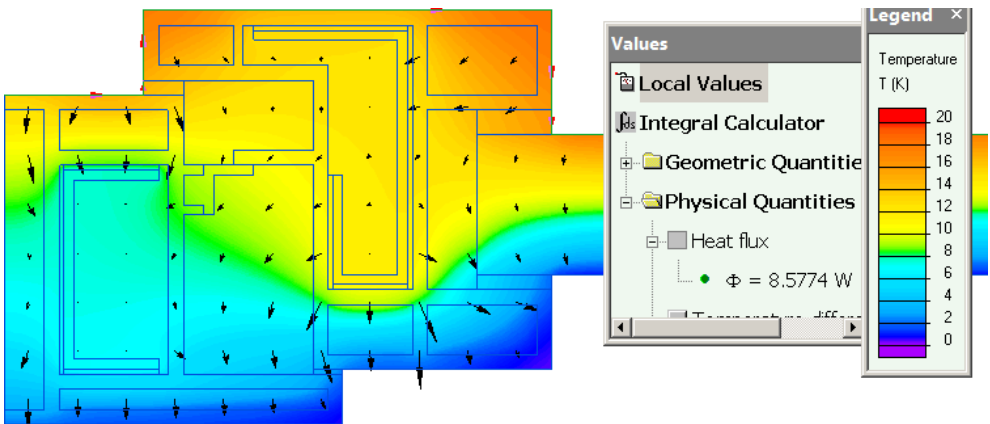 Values
Local Values
Integral Calculator
Geometric Quantitie
Physical Quantities
Heat flux
Φ = 8.5774 W
Legend ×
Temperature
T (K)
20
18
16
14
12
10
8
6
4
2
0